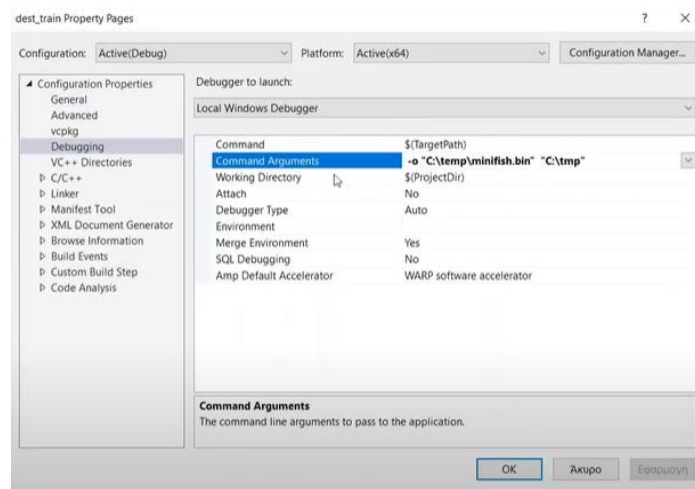 dest_train Property Pages
Configuration: Active(Debug) Platform: Active(x64) Configuration Manager...
Configuration Properties
General
Advanced
vcpkg
Debugging
VC++ Directories
C/C++
Linker
Manifest Tool
XML Document Generator
Browse Information
Build Events
Custom Build Step
Code Analysis
Debugger to launch:
Local Windows Debugger
Command $(TargetPath)
Command Arguments -o "C:\temp\minifish.bin" "C:\tmp"
Working Directory $(ProjectDir)
Attach No
Debugger Type Auto
Environment
Merge Environment Yes
SQL Debugging No
Amp Default Accelerator WARP software accelerator
Command Arguments
The command line arguments to pass to the application.
OK Άκυρο Εφαρμογή